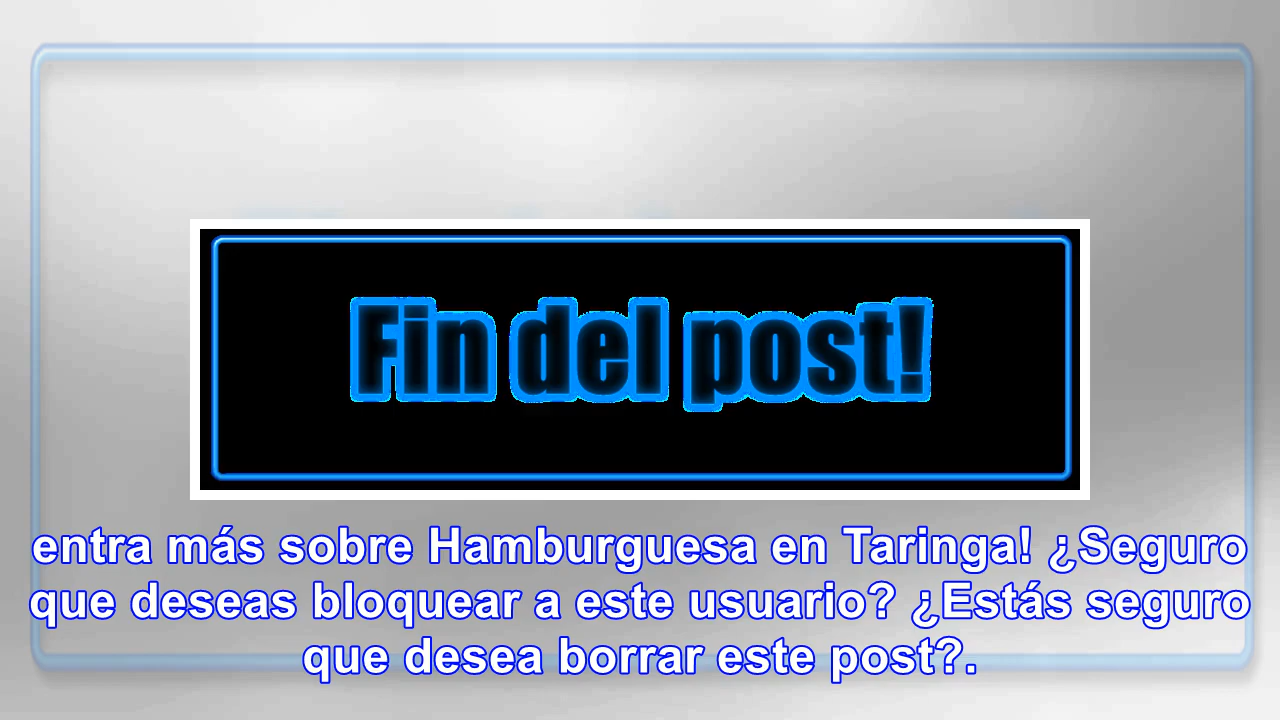 Fin del post!
entra más sobre Hamburguesa en Taringa! ¿Seguro
que deseas bloquear a este usuario? ¿Estás seguro
que desea borrar este post?.